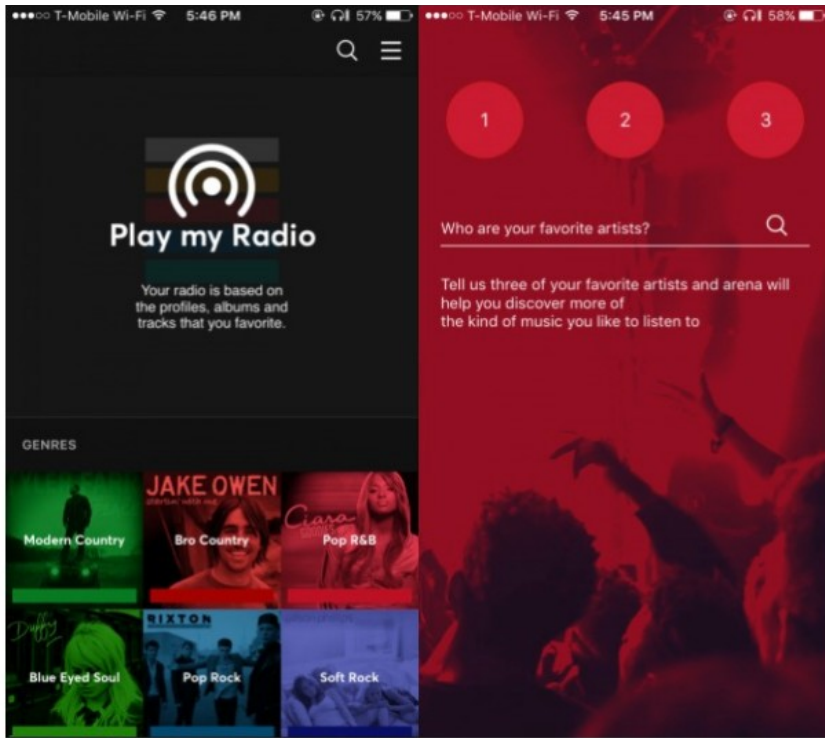 T-Mobile Wi-Fi 5:46 PM 57%
Play my Radio
Your radio is based on
the profiles, albums and
tracks that you favorite.
GENRES
Modern Country
JAKE OWEN
Bro Country
Ciara
Pop R&B
Duffy
Blue Eyed Soul
RIXTON
Pop Rock
Soft Rock
T-Mobile Wi-Fi 5:45 PM 58%
1 2 3
Who are your favorite artists?
Tell us three of your favorite artists and arena will
help you discover more of
the kind of music you like to listen to